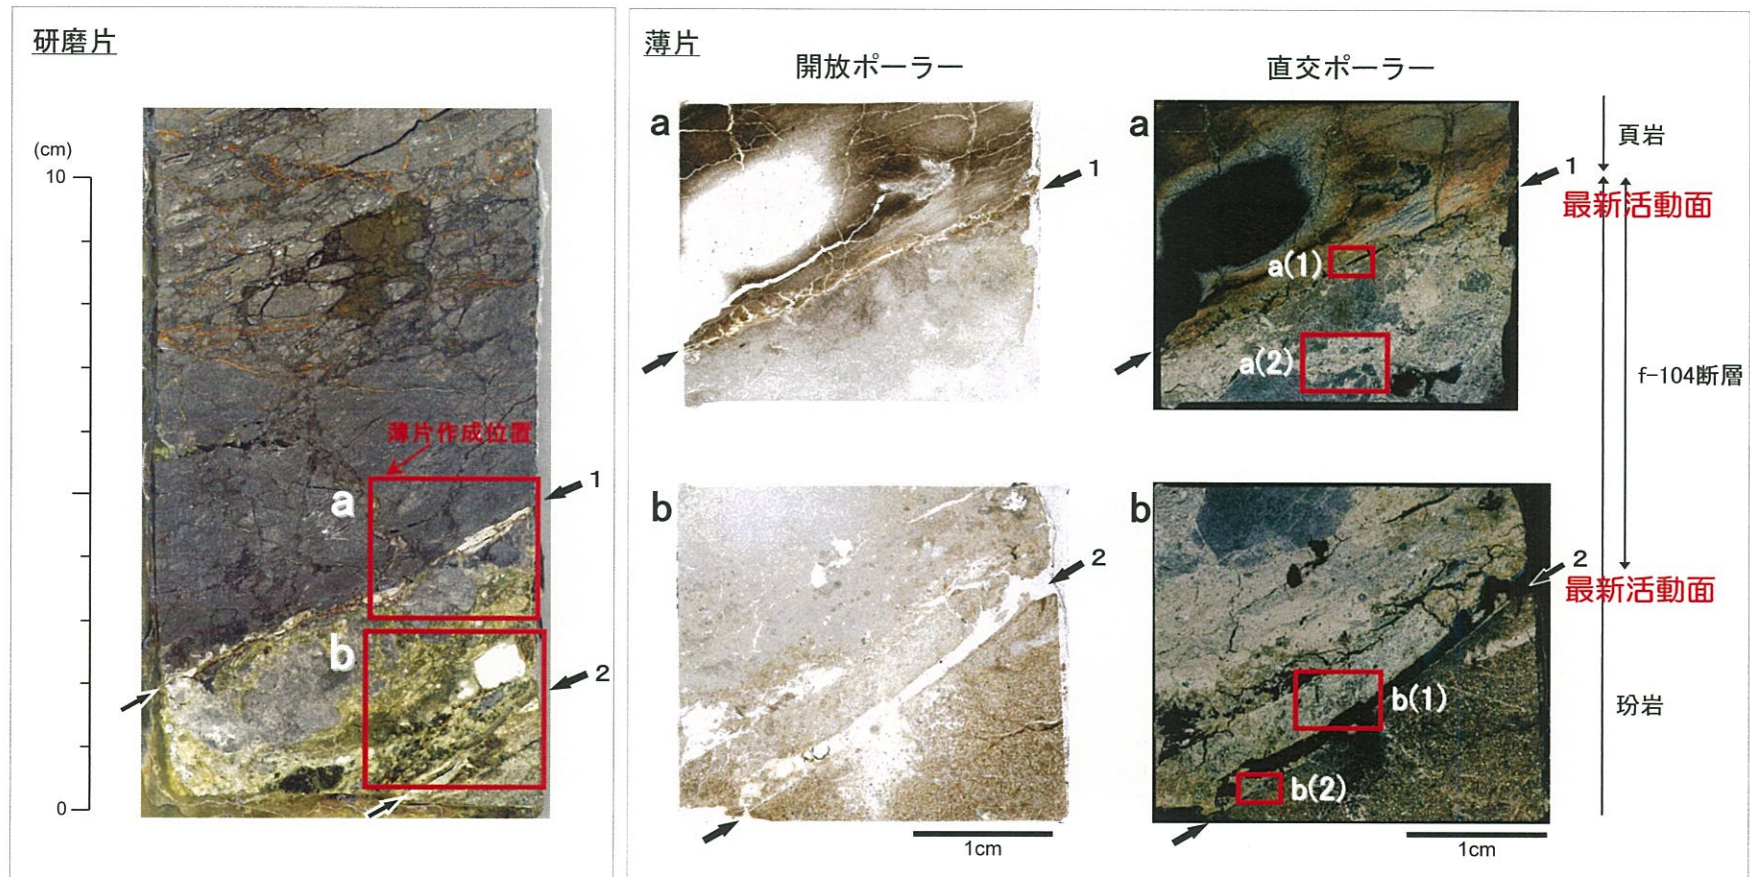 研磨片
(cm)
10
0
薄片作成位置
a
1
b
2
薄片
開放ポーラー
直交ポーラー
a
1
a
1
a(1)
a(2)
頁岩
最新活動面
f-104断層
b
2
b
2
b(1)
b(2)
最新活動面
玢岩
1cm
1cm